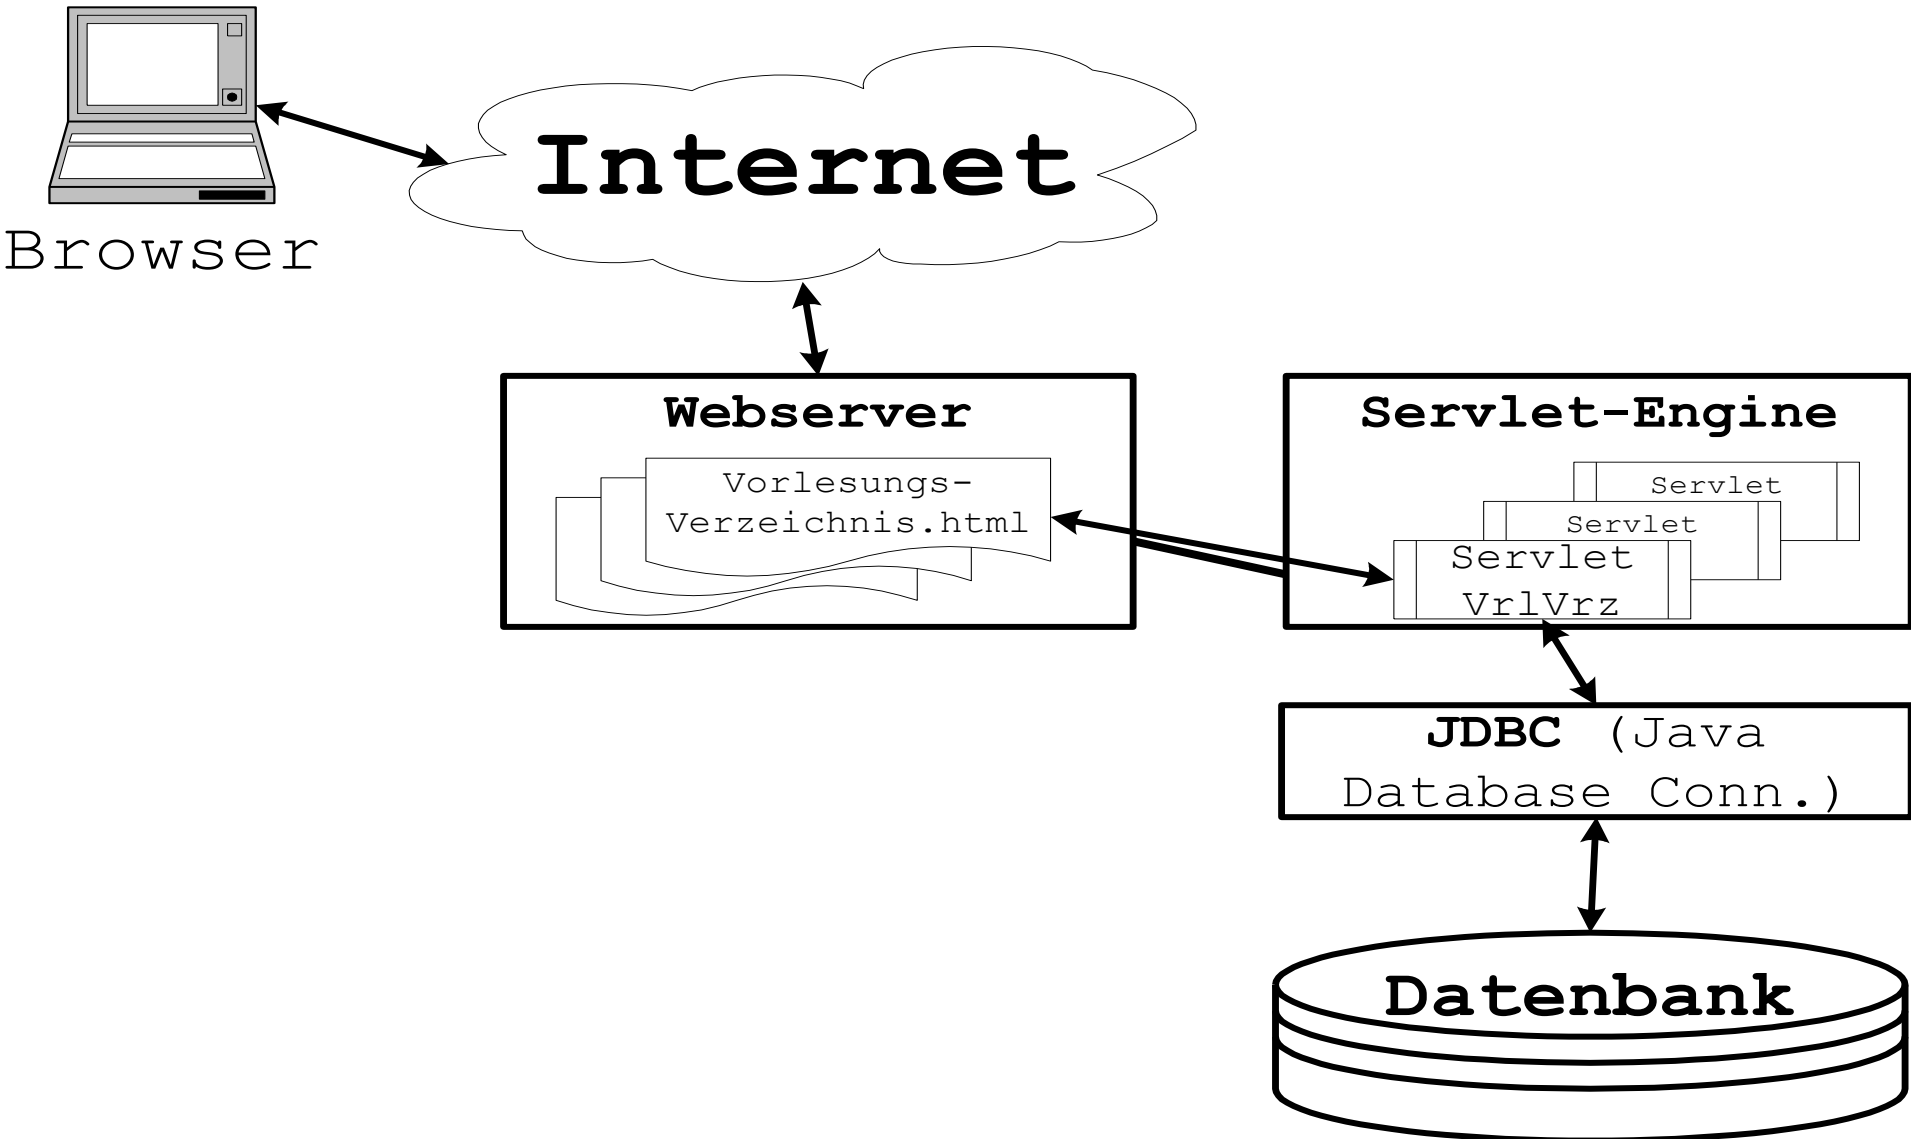 Internet
Browser
Webserver
Vorlesungs-
Verzeichnis.html
Servlet-Engine
Servlet
Servlet
Servlet
VrlVrz
JDBC (Java
Database Conn.)
Datenbank